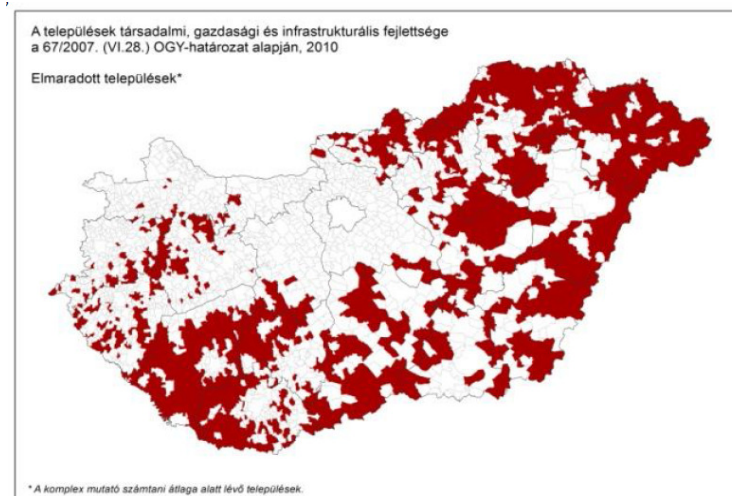 A települések társadalmi, gazdasági és infrastrukturális fejlettsége
a 67/2007. (VI.28.) OGY-határozat alapján, 2010
Elmaradott települések*
* A komplex mutató számtani átlaga alatt lévő települések.